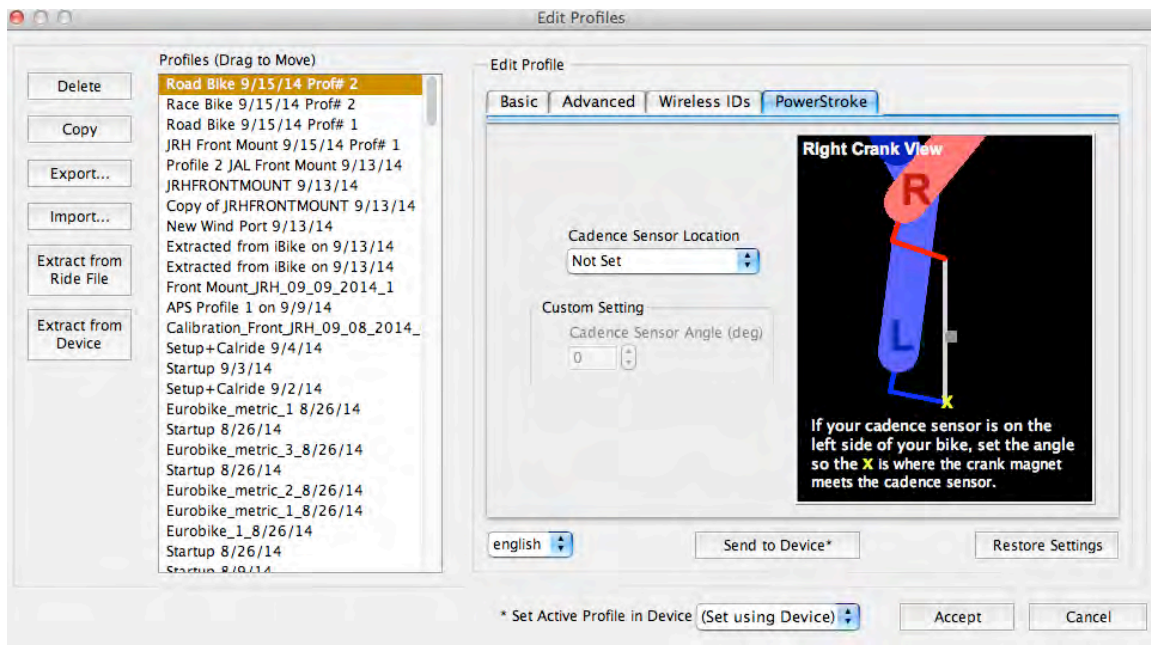 Edit Profiles
Delete
Copy
Export...
Import...
Extract from
Ride File
Extract from
Device
Profiles (Drag to Move)
Road Bike 9/15/14 Prof# 2
Race Bike 9/15/14 Prof# 2
Road Bike 9/15/14 Prof# 1
JRH Front Mount 9/15/14 Prof# 1
Profile 2 JAL Front Mount 9/13/14
JRHFRONTMOUNT 9/13/14
Copy of JRHFRONTMOUNT 9/13/14
New Wind Port 9/13/14
Extracted from iBike on 9/13/14
Extracted from iBike on 9/13/14
Front Mount_JRH_09_09_2014_1
APS Profile 1 on 9/9/14
Calibration_Front_JRH_09_08_2014_
Setup+Calride 9/4/14
Startup 9/3/14
Setup+Calride 9/2/14
Eurobike_metric_1 8/26/14
Startup 8/26/14
Eurobike_metric_3_8/26/14
Startup 8/26/14
Eurobike_metric_2_8/26/14
Eurobike_metric_1_8/26/14
Eurobike_1_8/26/14
Startup 8/26/14
Startup 8/9/14
Edit Profile
Basic Advanced Wireless IDs PowerStroke
Cadence Sensor Location
Not Set
Custom Setting
Cadence Sensor Angle (deg)
0
Right Crank View
R
L
X
If your cadence sensor is on the
left side of your bike, set the angle
so the X is where the crank magnet
meets the cadence sensor.
english
Send to Device*
Restore Settings
* Set Active Profile in Device (Set using Device)
Accept
Cancel